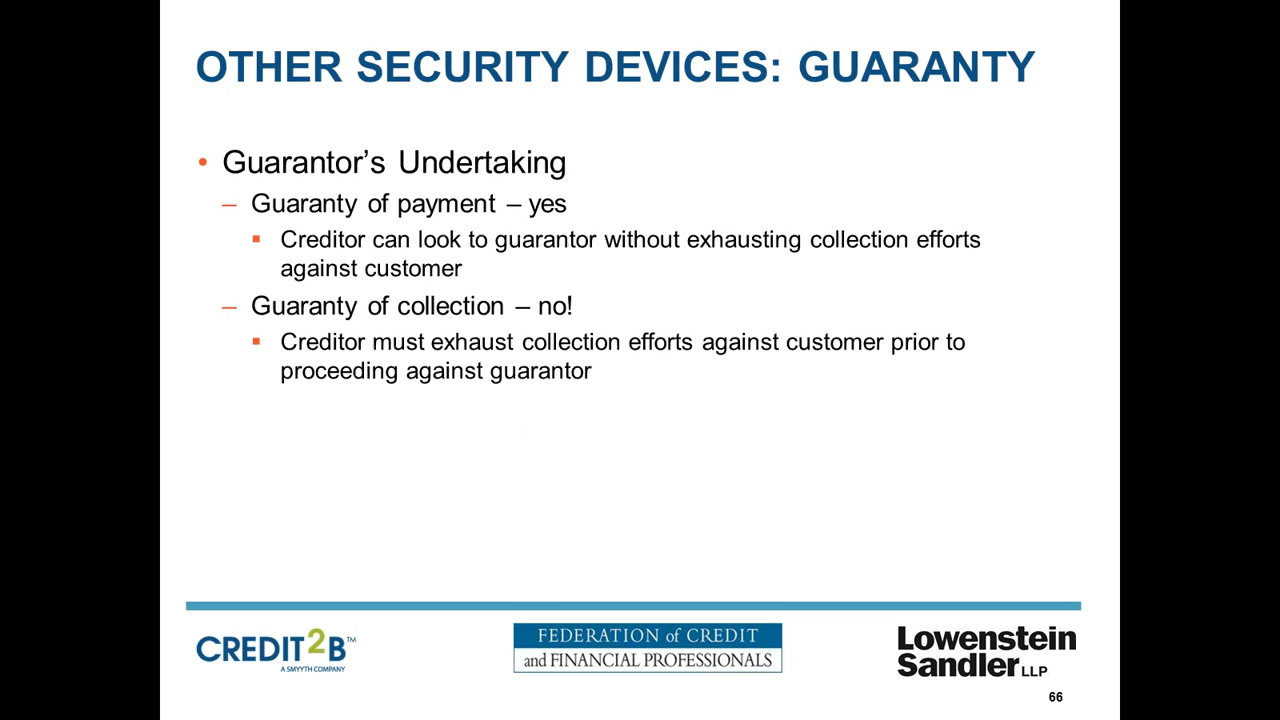 OTHER SECURITY DEVICES: GUARANTY
• Guarantor’s Undertaking
– Guaranty of payment – yes
▪ Creditor can look to guarantor without exhausting collection efforts
against customer
– Guaranty of collection – no!
▪ Creditor must exhaust collection efforts against customer prior to
proceeding against guarantor
CREDIT2B™
A SMYYTH COMPANY
FEDERATION of CREDIT
and FINANCIAL PROFESSIONALS
Lowenstein
Sandler LLP
66